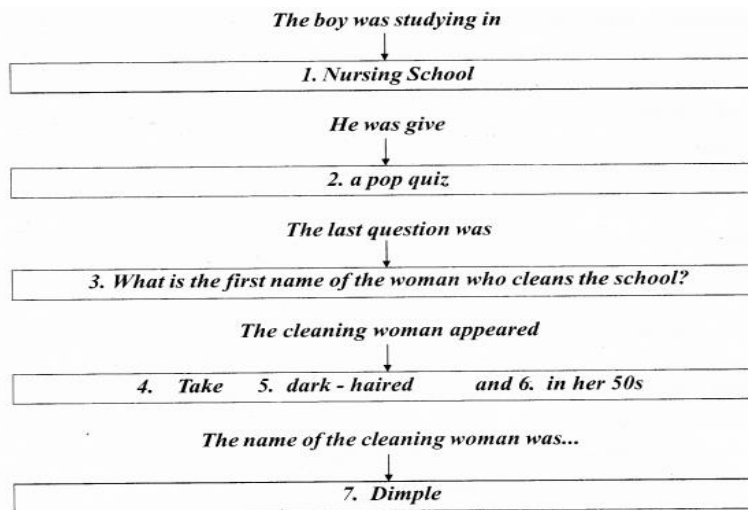 The boy was studying in
1. Nursing School
He was give
2. a pop quiz
The last question was
3. What is the first name of the woman who cleans the school?
The cleaning woman appeared
4. Take 5. dark - haired and 6. in her 50s
The name of the cleaning woman was...
7. Dimple